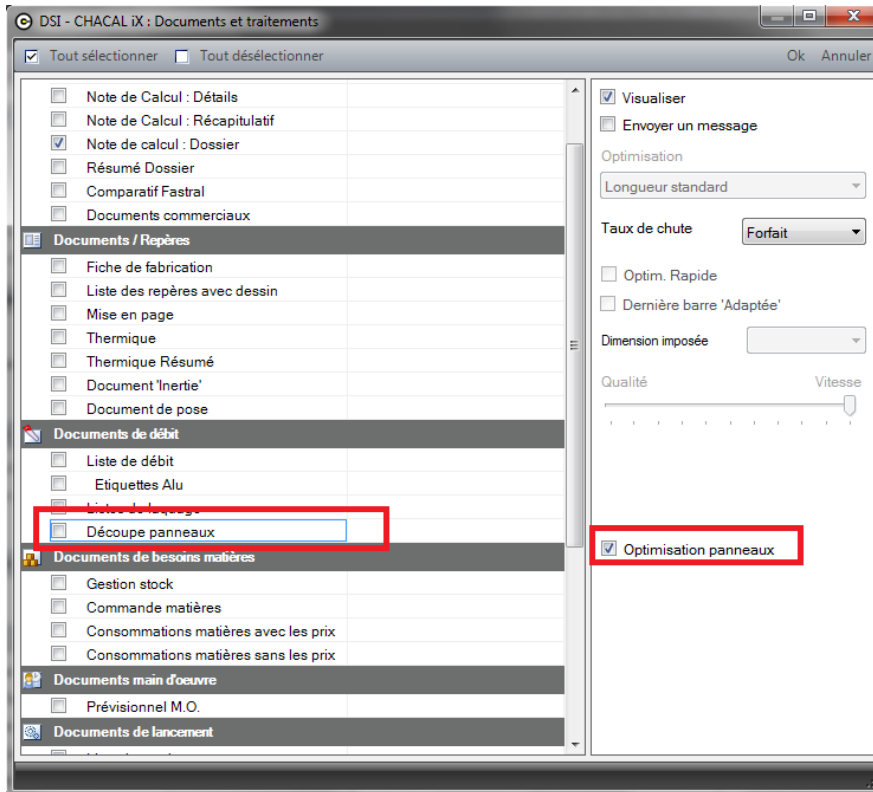 DSI - CHACAL iX : Documents et traitements
Tout sélectionner Tout désélectionner Ok Annuler
Note de Calcul : Détails
Note de Calcul : Récapitulatif
Note de calcul : Dossier
Résumé Dossier
Comparatif Fastral
Documents commerciaux
Documents / Repères
Fiche de fabrication
Liste des repères avec dessin
Mise en page
Thermique
Thermique Résumé
Document 'Inertie'
Document de pose
Documents de débit
Liste de débit
Etiquettes Alu
Listes de laquage
Découpe panneaux
Documents de besoins matières
Gestion stock
Commande matières
Consommations matières avec les prix
Consommations matières sans les prix
Documents main d'oeuvre
Prévisionnel M.O.
Documents de lancement
Visualiser
Envoyer un message
Optimisation
Longueur standard
Taux de chute Forfait
Optim. Rapide
Dernière barre 'Adaptée'
Dimension imposée
Qualité Vitesse
Optimisation panneaux